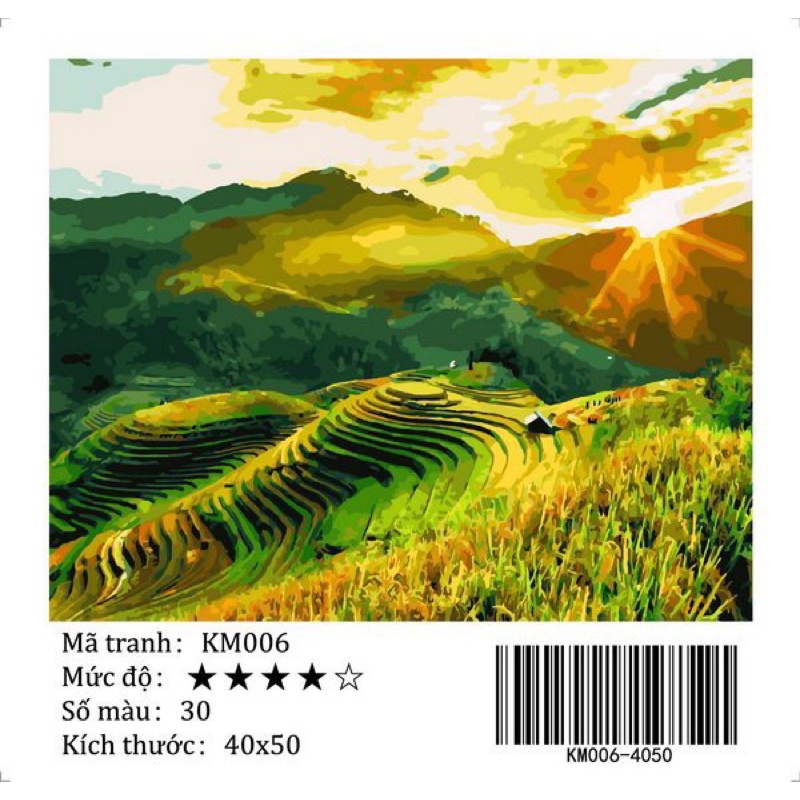 Mã tranh: KM006
Mức độ: ★★★★☆
Số màu: 30
Kích thước: 40x50
KM006-4050